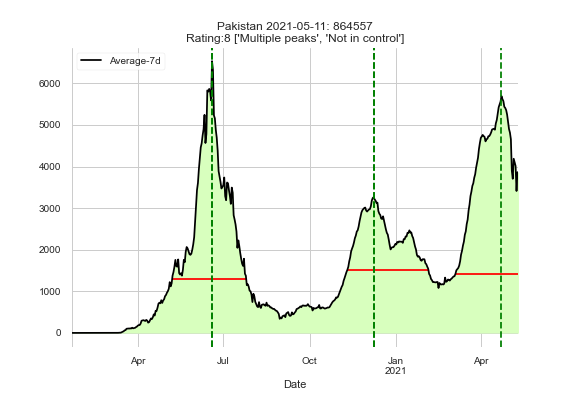 Pakistan 2021-05-11: 864557
Rating:8 ['Multiple peaks', 'Not in control']
Average-7d
6000
5000
4000
3000
2000
1000
0
Apr Jul Oct Jan Apr
2021
Date